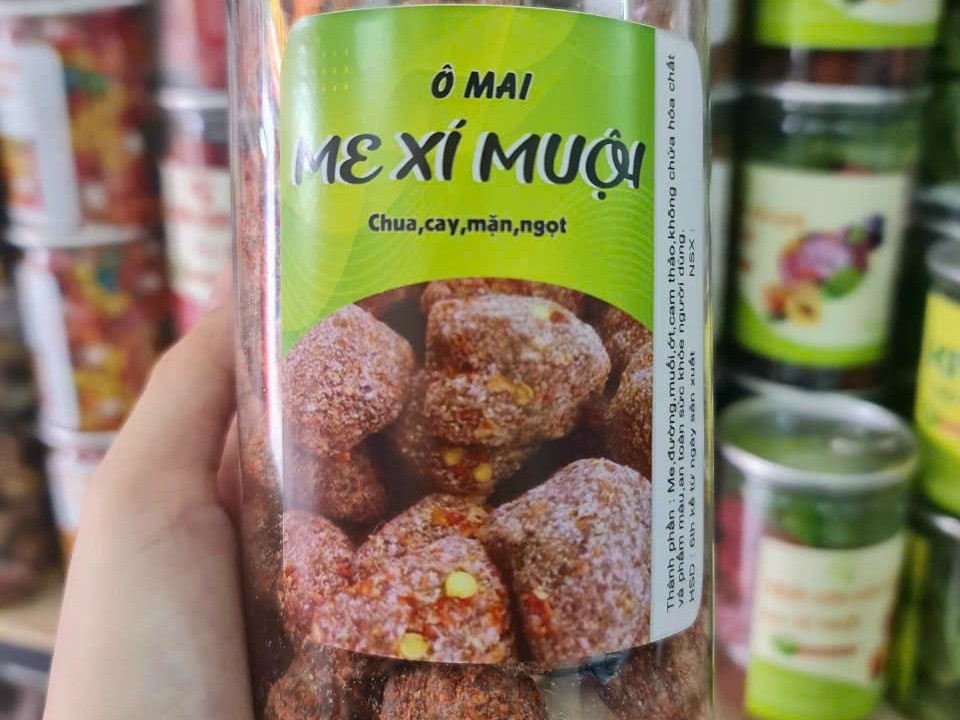 Ô MAI
ME XÍ MUỘI
Chua,cay,mặn,ngọt
Thành phần : Me,đường,muối,ớt,cam thảo,không chứa hóa chất
và phẩm màu,an toàn sức khỏe người dùng.
HSD : 6th kể từ ngày sản xuất NSX :